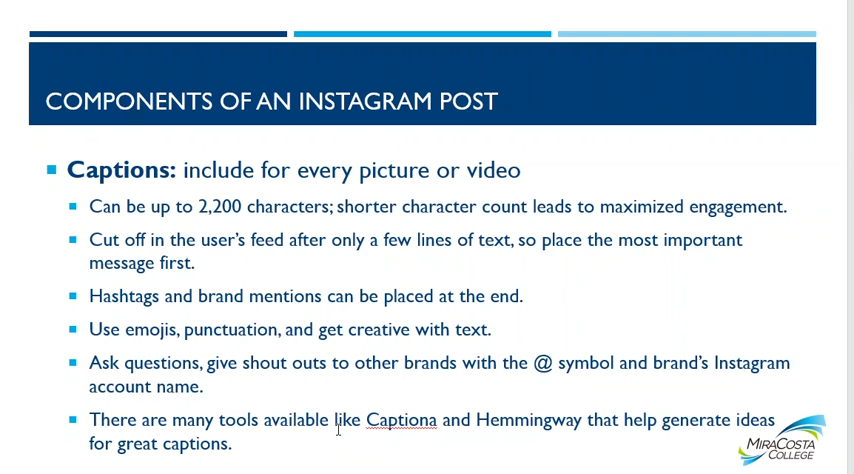 COMPONENTS OF AN INSTAGRAM POST
Captions: include for every picture or video
Can be up to 2,200 characters; shorter character count leads to maximized engagement.
Cut off in the user's feed after only a few lines of text, so place the most important
message first.
Hashtags and brand mentions can be placed at the end.
Use emojis, punctuation, and get creative with text.
Ask questions, give shout outs to other brands with the @ symbol and brand's Instagram
account name.
There are many tools available like Captiona and Hemmingway that help generate ideas
for great captions.
MIRACOSTA
COLLEGE